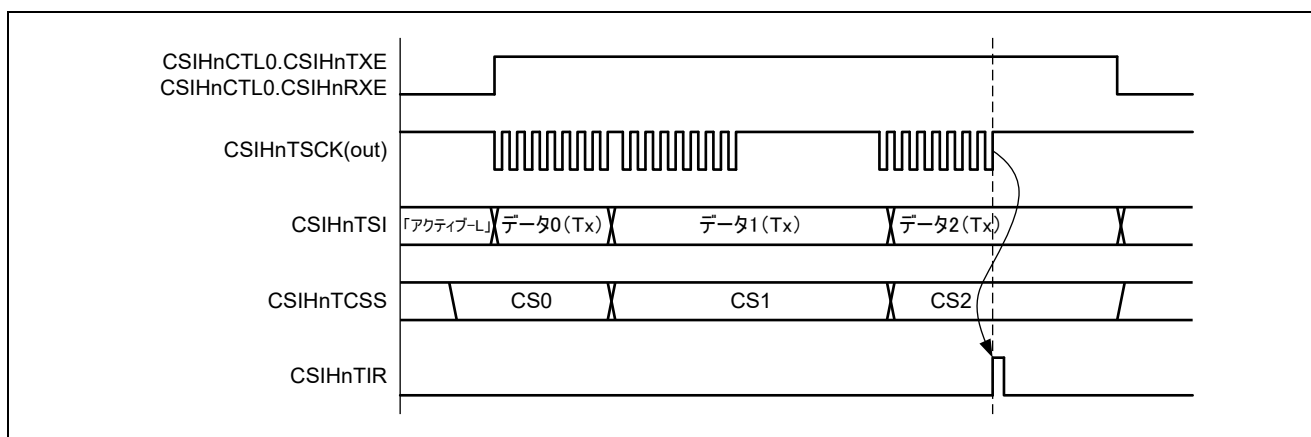 CSIHnCTL0.CSIHnTXE
CSIHnCTL0.CSIHnRXE
CSIHnTSCK(out)
CSIHnTSI
「アクティブ-L」 データ0(Tx) データ1(Tx) データ2(Tx)
CSIHnTCSS
CS0 CS1 CS2
CSIHnTIR